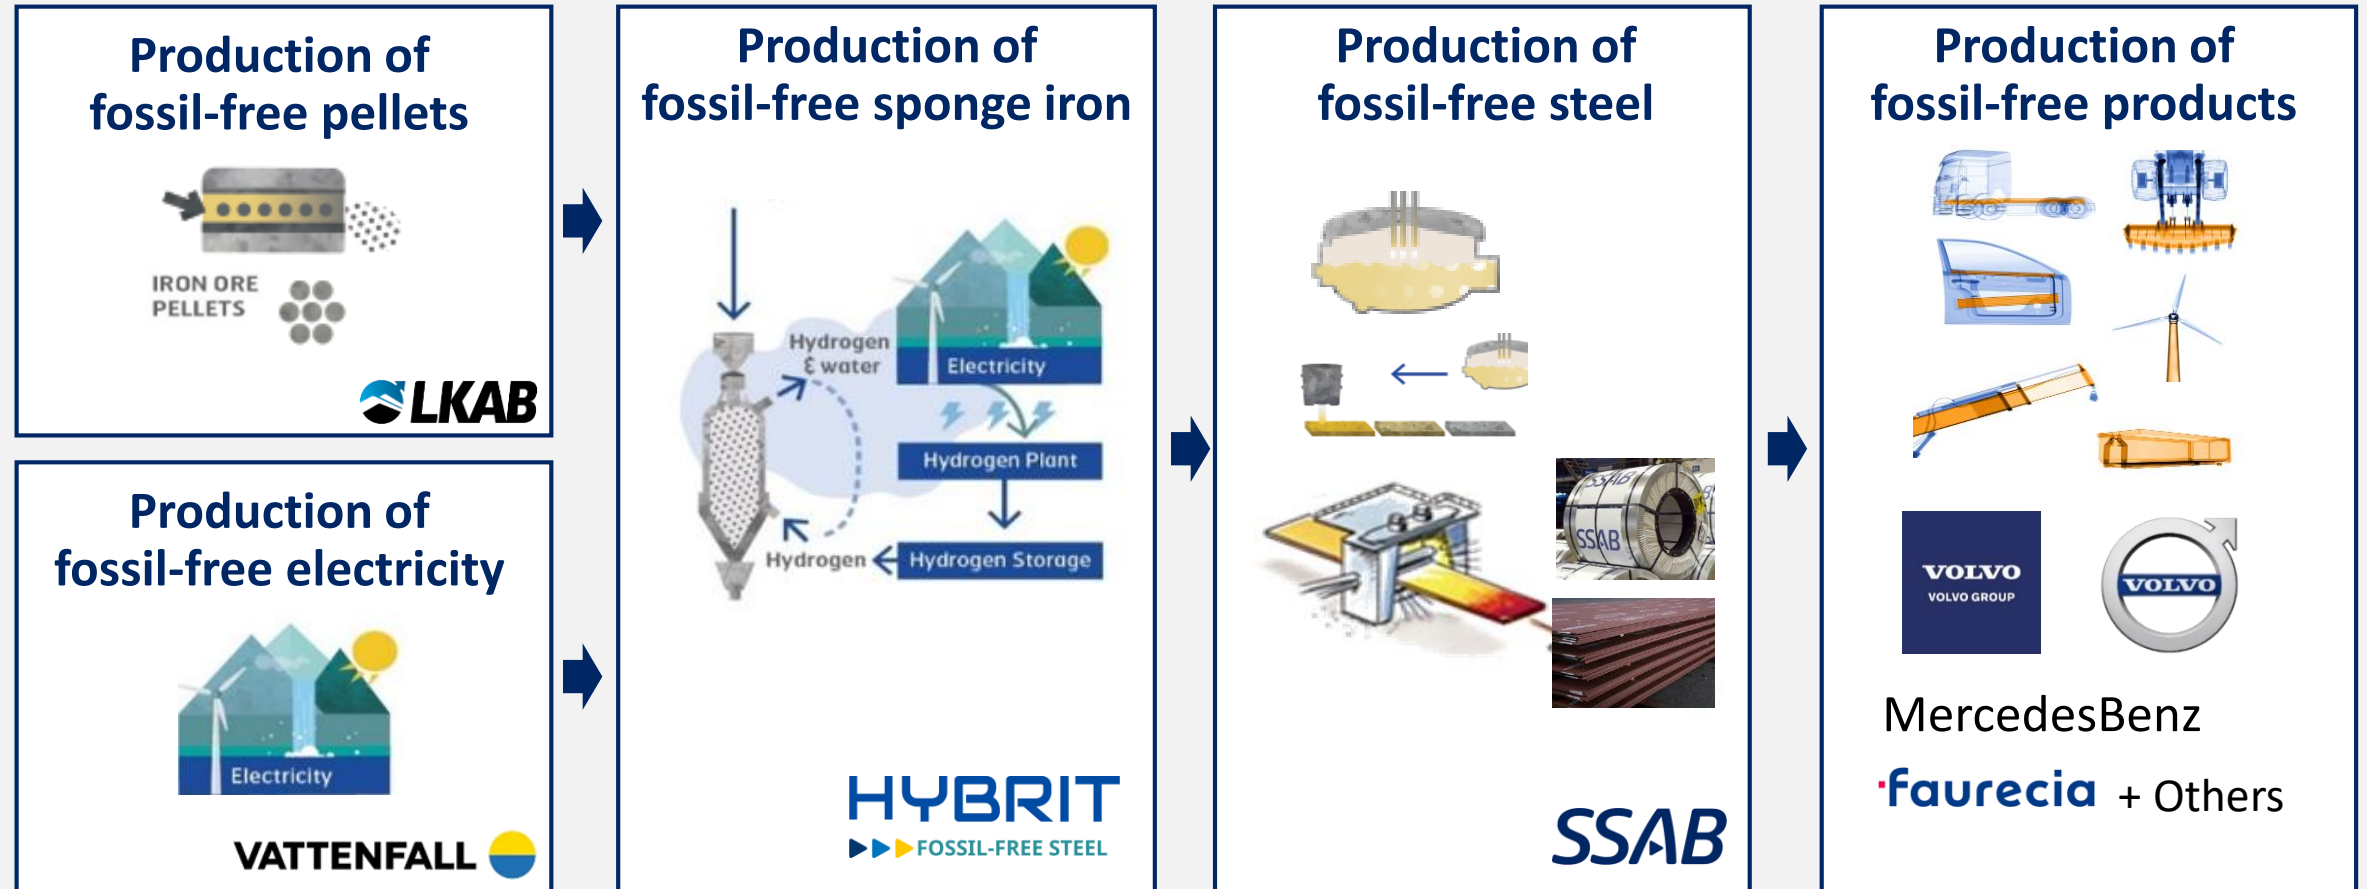 Production of
fossil-free pellets
IRON ORE
PELLETS
LKAB
Production of
fossil-free electricity
Electricity
VATTENFALL
Production of
fossil-free sponge iron
Hydrogen
& water
Electricity
Hydrogen Plant
Hydrogen
Hydrogen Storage
HYBRIT
FOSSIL-FREE STEEL
Production of
fossil-free steel
SSAB
SSAB
SSAB
Production of
fossil-free products
VOLVO
VOLVO GROUP
VOLVO
MercedesBenz
faurecia + Others